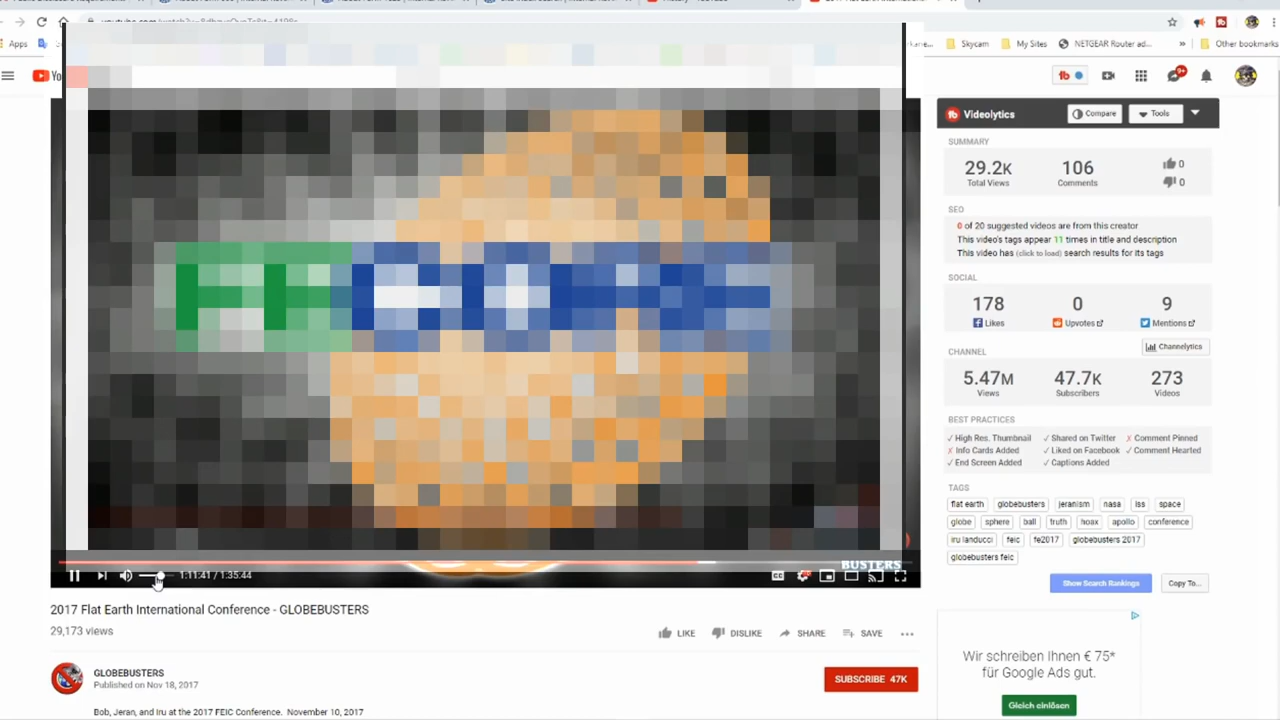 Apps
Skycam
My Sites
NETGEAR Router ad...
»
Other bookmarks
9+
Videolytics
Compare
Tools
SUMMARY
29.2K
106
0
Total Views
Comments
0
SEO
0 of 20 suggested videos are from this creator
This video's tags appear 11 times in title and description
This video has (click to load) search results for its tags
SOCIAL
178
0
9
Likes
Upvotes
Mentions
Channelytics
CHANNEL
5.47M
47.7K
273
Views
Subscribers
Videos
BEST PRACTICES
✓ High Res. Thumbnail ✓ Shared on Twitter ✗ Comment Pinned
✗ Info Cards Added ✓ Liked on Facebook ✓ Comment Hearted
✓ End Screen Added ✓ Captions Added
TAGS
flat earth globebusters jeranism nasa iss space
globe sphere ball truth hoax apollo conference
iru landucci feic fe2017 globebusters 2017
globebusters feic
Show Search Rankings
Copy To...
BUSTERS
1:11:41 / 1:35:44
CC
2017 Flat Earth International Conference - GLOBEBUSTERS
29,173 views
LIKE DISLIKE SHARE SAVE
GLOBEBUSTERS
Published on Nov 18, 2017
SUBSCRIBE 47K
Bob, Jeran, and Iru at the 2017 FEIC Conference. November 10, 2017
Wir schreiben Ihnen € 75*
für Google Ads gut.
Gleich einlösen